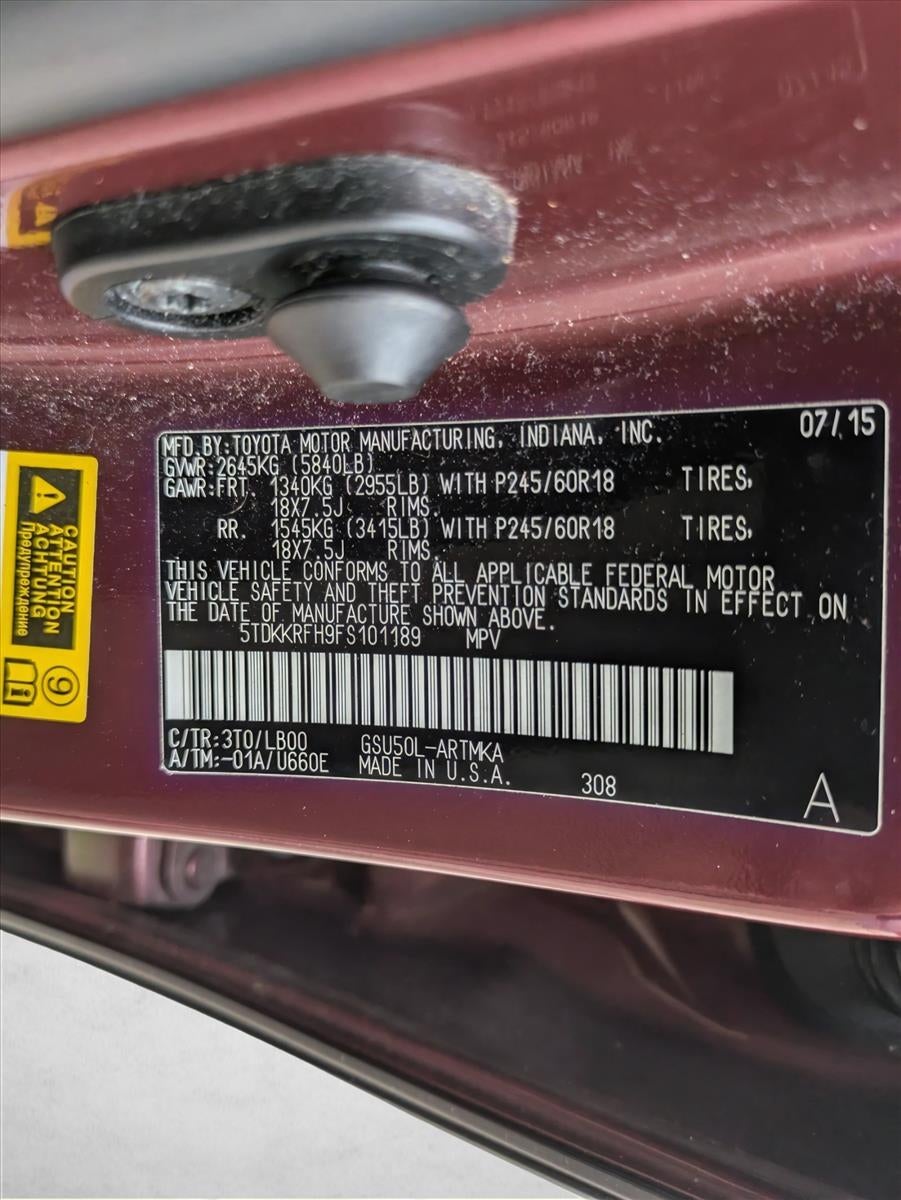 MFD.BY:TOYOTA MOTOR MANUFACTURING, INDIANA, INC. 07/15
GVWR:2645KG (5840LB)
GAWR:FRT 1340KG (2955LB) WITH P245/60R18 TIRES,
18X7.5J RIMS.
RR. 1545KG (3415LB) WITH P245/60R18 TIRES,
18X7.5J RIMS.
THIS VEHICLE CONFORMS TO ALL APPLICABLE FEDERAL MOTOR
VEHICLE SAFETY AND THEFT PREVENTION STANDARDS IN EFFECT ON
THE DATE OF MANUFACTURE SHOWN ABOVE.
5TDKKRFH9FS101189 MPV
C/TR:3T0/LB00 GSU50L-ARTMKA
A/TM:-01A/U660E MADE IN U.S.A. 308
A
CAUTION
ATTENTION
ACHTUNG
Предупреждение
9